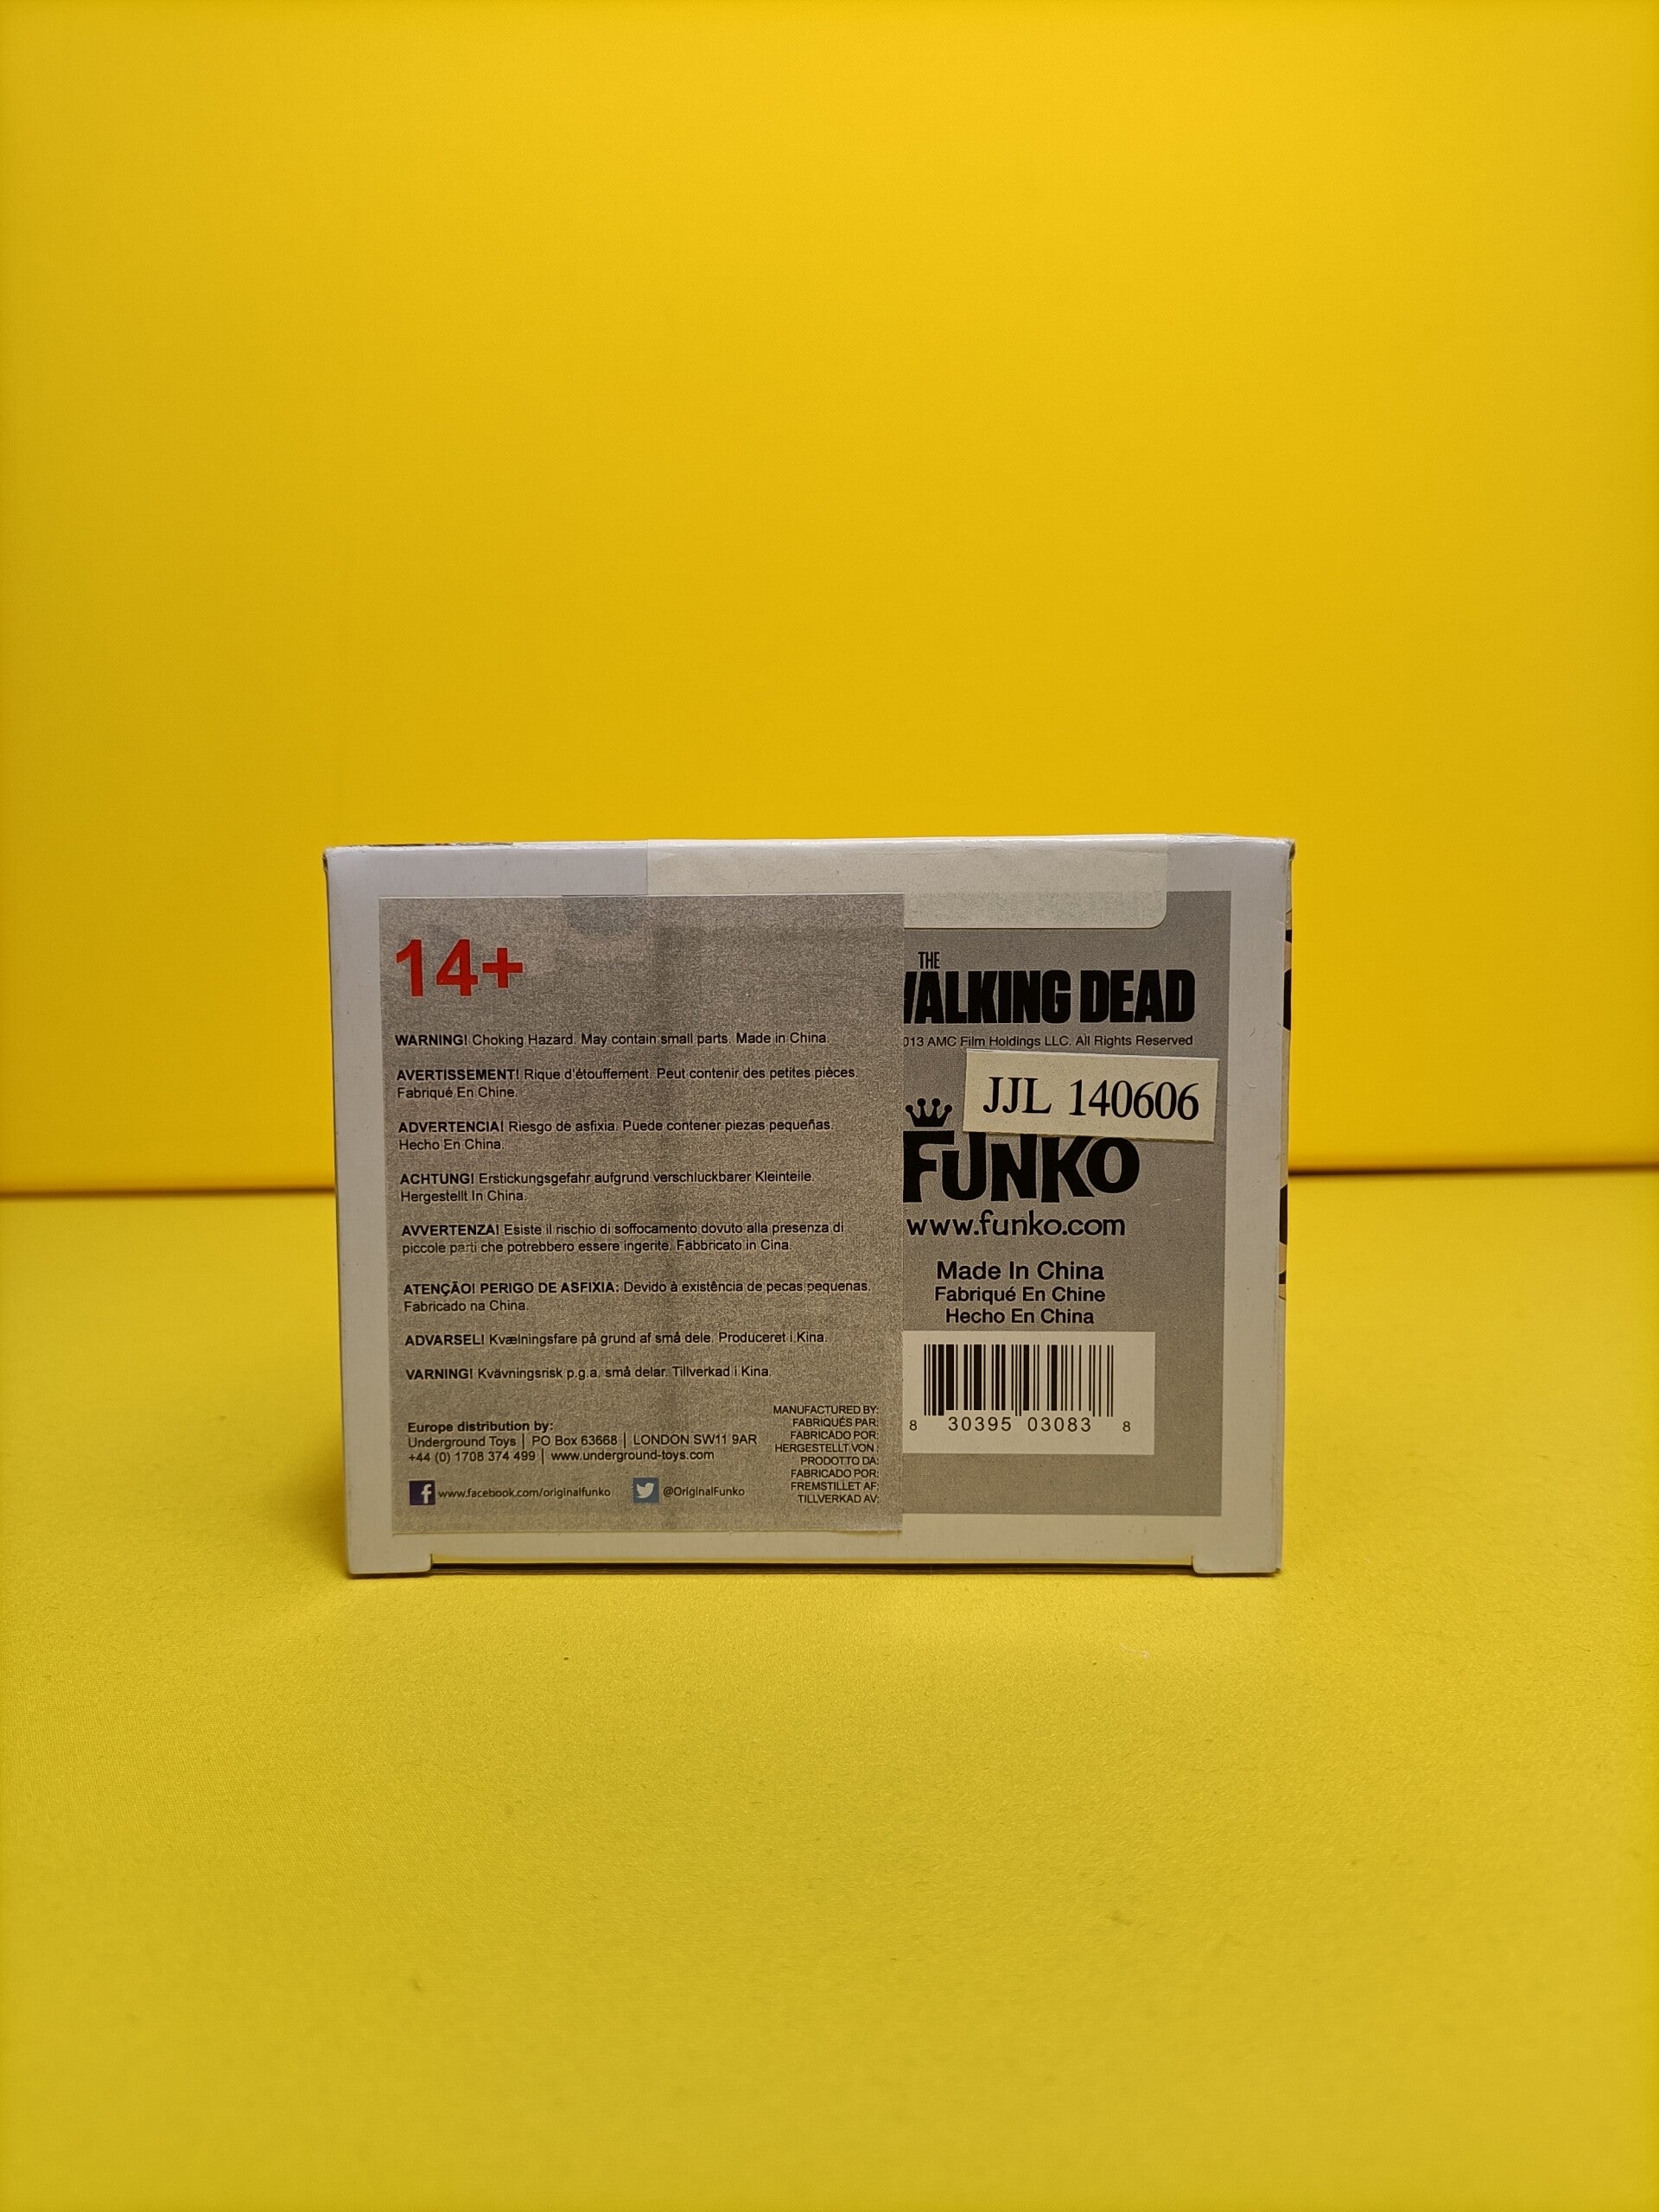 14+
WARNING! Choking Hazard. May contain small parts. Made in China.
AVERTISSEMENT! Rique d'étouffement. Peut contenir des petites pièces.
Fabriqué En Chine.
ADVERTENCIA! Riesgo de asfixia. Puede contener piezas pequeñas.
Hecho En China.
ACHTUNG! Erstickungsgefahr aufgrund verschluckbarer Kleinteile.
Hergestellt In China.
AVVERTENZA! Esiste il rischio di soffocamento dovuto alla presenza di
piccole parti che potrebbero essere ingerite. Fabbricato in Cina.
ATENÇÃO! PERIGO DE ASFIXIA: Devido à existência de pecas pequenas.
Fabricado na China.
ADVARSEL! Kvælningsfare på grund af små dele. Produceret i Kina.
VARNING! Kvävningsrisk p.g.a. små delar. Tillverkad i Kina.
Europe distribution by:
Underground Toys | PO Box 63668 | LONDON SW11 9AR
+44 (0) 1708 374 499 | www.underground-toys.com
www.facebook.com/originalfunko @OriginalFunko
MANUFACTURED BY:
FABRIQUÉS PAR:
FABRICADO POR:
HERGESTELLT VON :
PRODOTTO DA:
FABRICADO POR:
FREMSTILLET AF:
TILLVERKAD AV:
THE
WALKING DEAD
013 AMC Film Holdings LLC. All Rights Reserved
JJL 140606
FUNKO
www.funko.com
Made In China
Fabriqué En Chine
Hecho En China
8 30395 03083 8